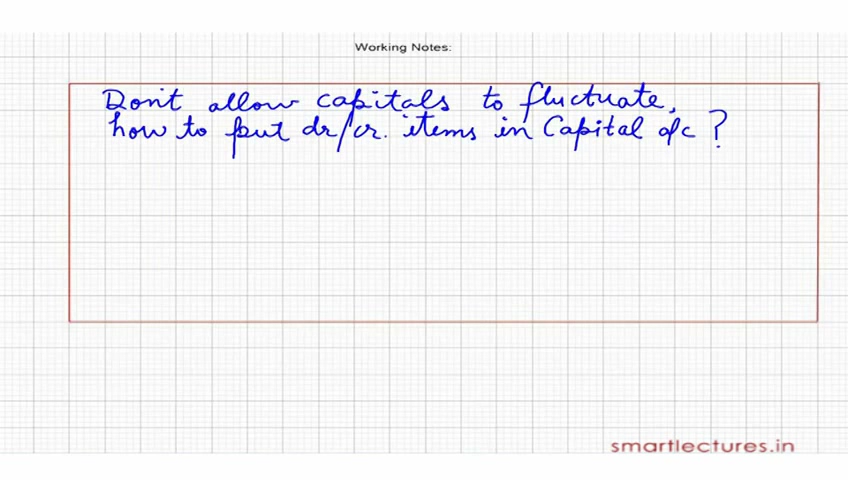 Working Notes:
Don't allow capitals to fluctuate,
how to put dr/cr. items in Capital a/c ?
smartlectures.in